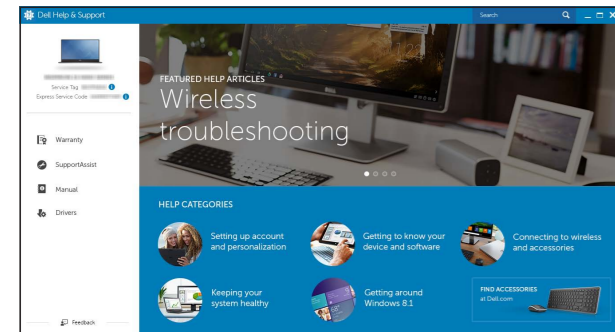 Dell Help & Support
Search
Service Tag
Express Service Code
Warranty
SupportAssist
Manual
Drivers
Feedback
FEATURED HELP ARTICLES
Wireless
troubleshooting
HELP CATEGORIES
Setting up account
and personalization
Getting to know your
device and software
Connecting to wireless
and accessories
Keeping your
system healthy
Getting around
Windows 8.1
FIND ACCESSORIES
at Dell.com